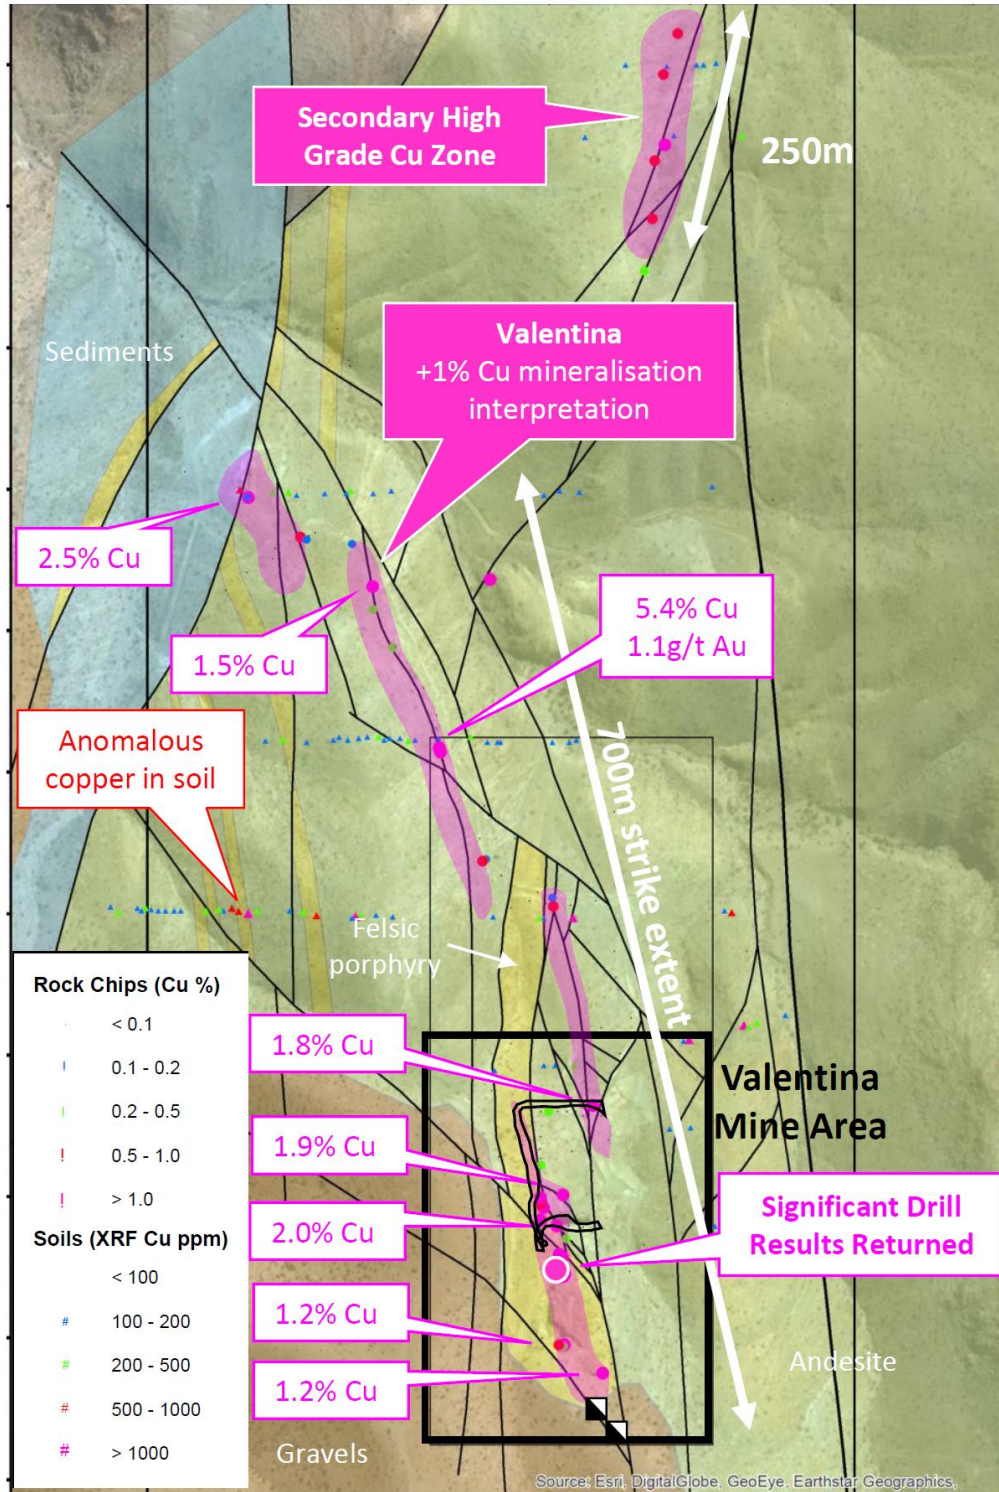 Secondary High
Grade Cu Zone
250m
Valentina
+1% Cu mineralisation
interpretation
Sediments
2.5% Cu
1.5% Cu
5.4% Cu
1.1g/t Au
Anomalous
copper in soil
700m strike extent
Felsic
porphyry
Rock Chips (Cu %)
< 0.1
! 0.1 - 0.2
! 0.2 - 0.5
! 0.5 - 1.0
! > 1.0
Soils (XRF Cu ppm)
< 100
# 100 - 200
# 200 - 500
# 500 - 1000
# > 1000
1.8% Cu
1.9% Cu
2.0% Cu
1.2% Cu
1.2% Cu
Valentina
Mine Area
Significant Drill
Results Returned
Andesite
Gravels
Source: Esri, DigitalGlobe, GeoEye, Earthstar Geographics,